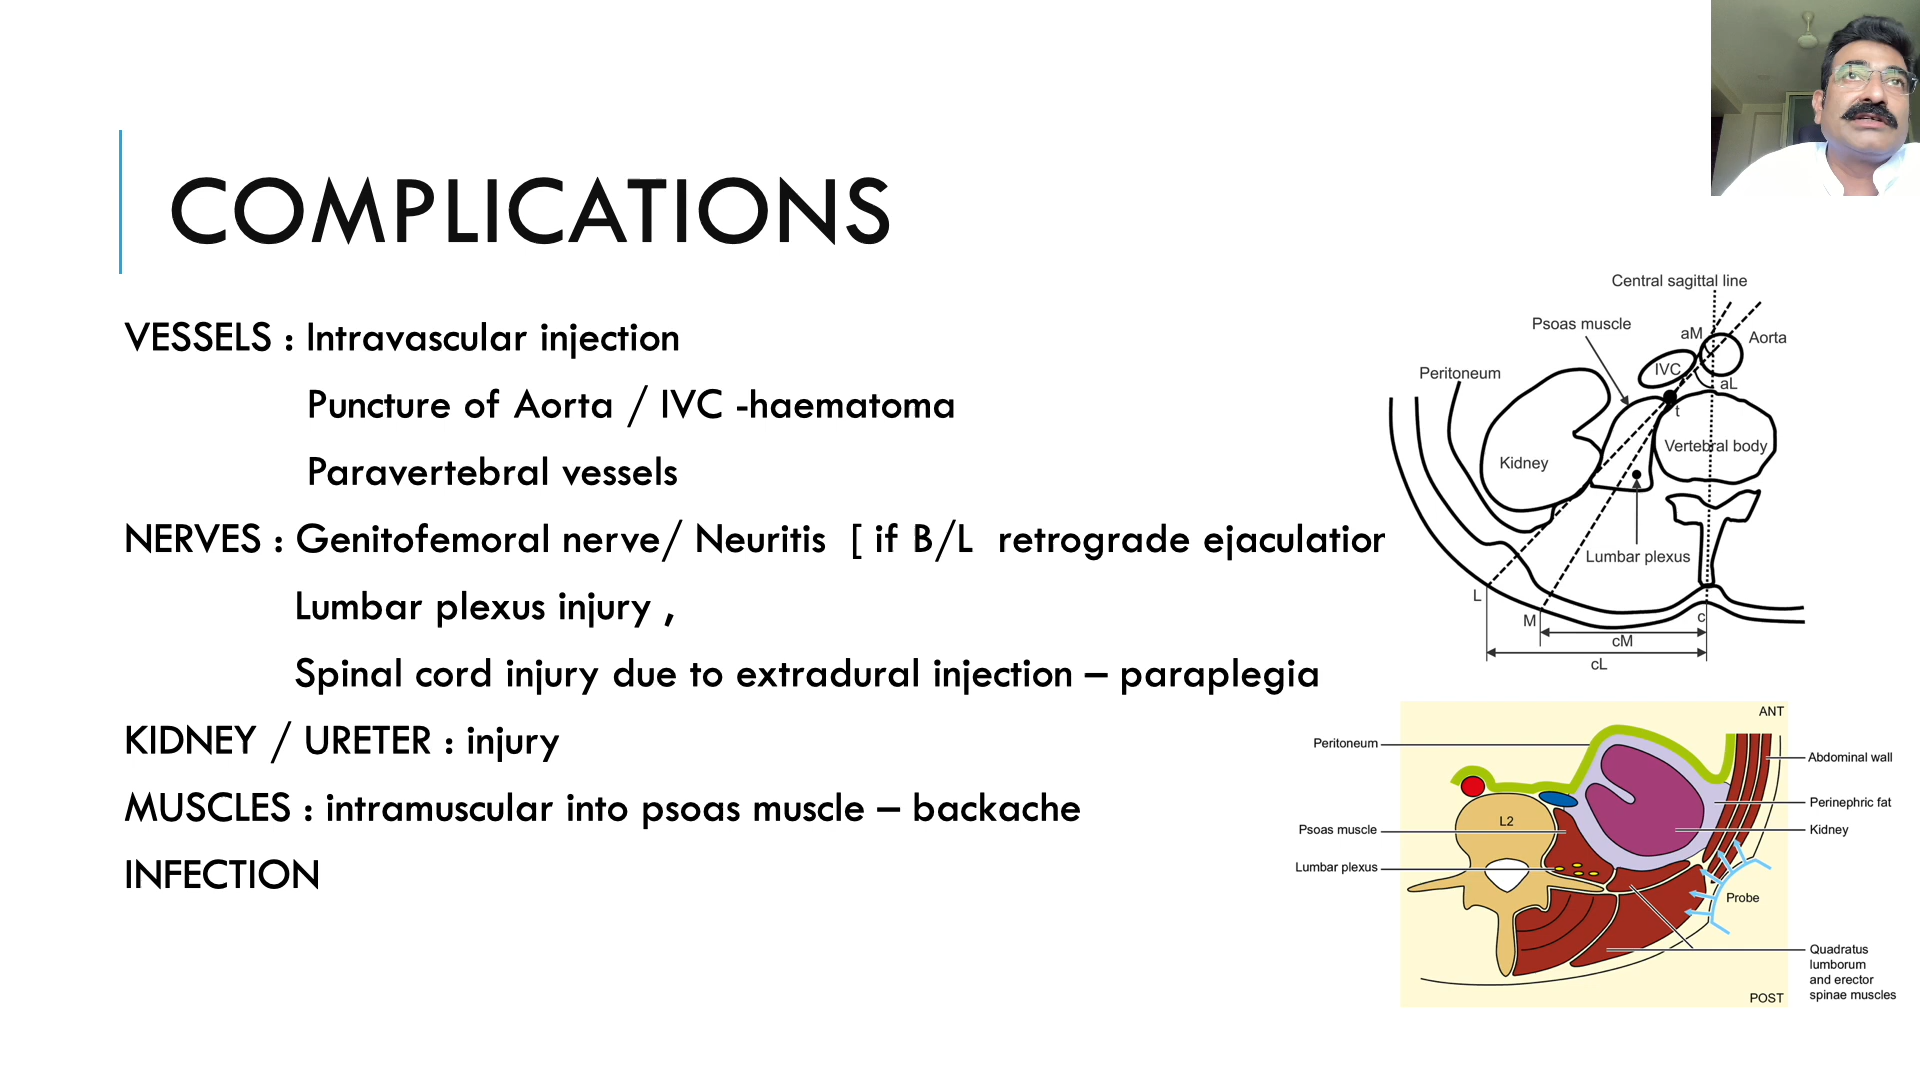 COMPLICATIONS
VESSELS : Intravascular injection
Puncture of Aorta / IVC -haematoma
Paravertebral vessels
NERVES : Genitofemoral nerve/ Neuritis [ if B/L retrograde ejaculation
Lumbar plexus injury ,
Spinal cord injury due to extradural injection – paraplegia
KIDNEY / URETER : injury
MUSCLES : intramuscular into psoas muscle – backache
INFECTION
Central sagittal line
Psoas muscle
aM
Aorta
IVC
Peritoneum
aL
t
Vertebral body
Kidney
Lumbar plexus
L
M
c
cM
cL
ANT
Peritoneum
Abdominal wall
Perinephric fat
L2
Psoas muscle
Kidney
Lumbar plexus
Probe
Quadratus
lumborum
and erector
spinae muscles
POST